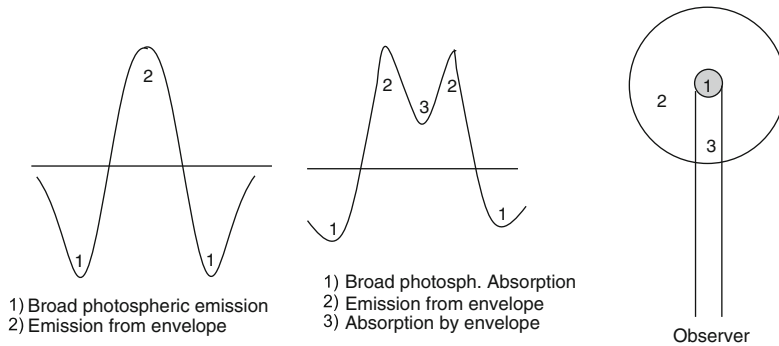 2
1
1
1) Broad photospheric emission
2) Emission from envelope
2
2
3
1
1
1) Broad photosph. Absorption
2) Emission from envelope
3) Absorption by envelope
1
2
3
Observer